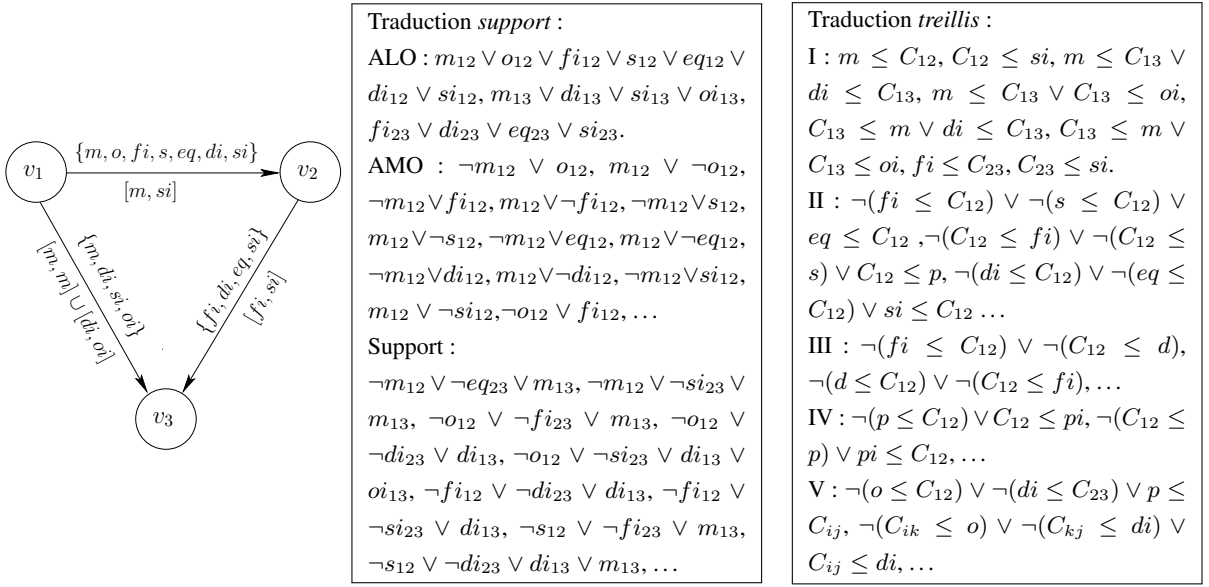 v₁
{m, o, fi, s, eq, di, si}
[m, si]
v₂
{m, di, si, oi}
[m, m] ∪ [di, oi]
{fi, di, eq, si}
[fi, si]
v₃
Traduction support :
ALO : m₁₂ ∨ o₁₂ ∨ fi₁₂ ∨ s₁₂ ∨ eq₁₂ ∨
di₁₂ ∨ si₁₂, m₁₃ ∨ di₁₃ ∨ si₁₃ ∨ oi₁₃,
fi₂₃ ∨ di₂₃ ∨ eq₂₃ ∨ si₂₃.
AMO : ¬m₁₂ ∨ o₁₂, m₁₂ ∨ ¬o₁₂,
¬m₁₂∨fi₁₂, m₁₂∨¬fi₁₂, ¬m₁₂∨s₁₂,
m₁₂∨¬s₁₂, ¬m₁₂∨eq₁₂, m₁₂∨¬eq₁₂,
¬m₁₂∨di₁₂, m₁₂∨¬di₁₂, ¬m₁₂∨si₁₂,
m₁₂ ∨ ¬si₁₂,¬o₁₂ ∨ fi₁₂, …
Support :
¬m₁₂ ∨¬eq₂₃ ∨m₁₃, ¬m₁₂ ∨¬si₂₃ ∨
m₁₃, ¬o₁₂ ∨ ¬fi₂₃ ∨ m₁₃, ¬o₁₂ ∨
¬di₂₃ ∨ di₁₃, ¬o₁₂ ∨ ¬si₂₃ ∨ di₁₃ ∨
oi₁₃, ¬fi₁₂ ∨ ¬di₂₃ ∨ di₁₃, ¬fi₁₂ ∨
¬si₂₃ ∨ di₁₃, ¬s₁₂ ∨ ¬fi₂₃ ∨ m₁₃,
¬s₁₂ ∨ ¬di₂₃ ∨ di₁₃ ∨ m₁₃, …
Traduction treillis :
I : m ≤ C₁₂, C₁₂ ≤ si, m ≤ C₁₃ ∨
di ≤ C₁₃, m ≤ C₁₃ ∨ C₁₃ ≤ oi,
C₁₃ ≤ m ∨ di ≤ C₁₃, C₁₃ ≤ m ∨
C₁₃ ≤ oi, fi ≤ C₂₃, C₂₃ ≤ si.
II : ¬(fi ≤ C₁₂) ∨ ¬(s ≤ C₁₂) ∨
eq ≤ C₁₂ ,¬(C₁₂ ≤ fi) ∨ ¬(C₁₂ ≤
s) ∨ C₁₂ ≤ p, ¬(di ≤ C₁₂) ∨ ¬(eq ≤
C₁₂) ∨ si ≤ C₁₂ …
III : ¬(fi ≤ C₁₂) ∨ ¬(C₁₂ ≤ d),
¬(d ≤ C₁₂) ∨ ¬(C₁₂ ≤ fi), …
IV : ¬(p ≤ C₁₂)∨C₁₂ ≤ pi, ¬(C₁₂ ≤
p) ∨ pi ≤ C₁₂, …
V : ¬(o ≤ C₁₂) ∨ ¬(di ≤ C₂₃) ∨ p ≤
Cᵢⱼ, ¬(Cᵢₖ ≤ o) ∨ ¬(Cₖⱼ ≤ di) ∨
Cᵢⱼ ≤ di, …